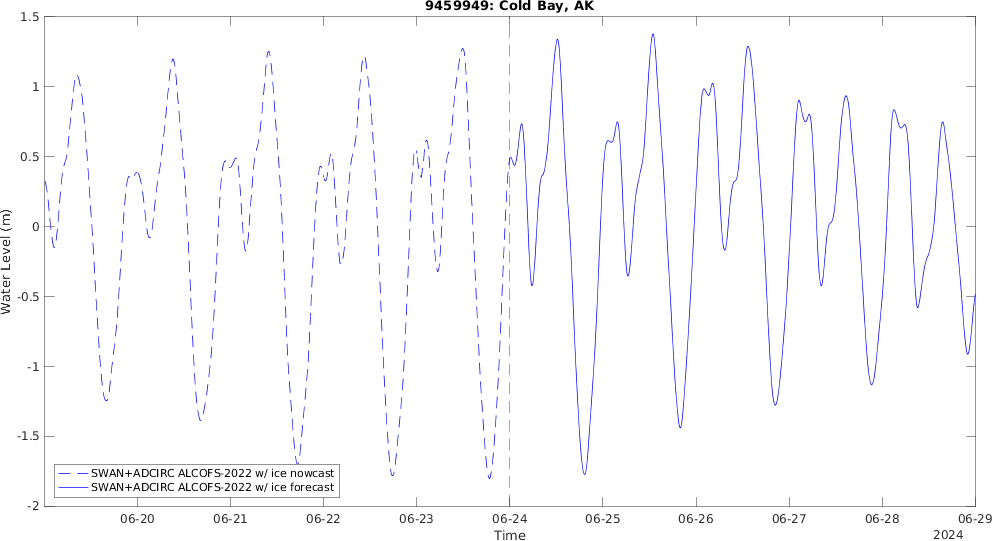 9459949: Cold Bay, AK
1.5
1
0.5
0
-0.5
-1
-1.5
-2
Water Level (m)
SWAN+ADCIRC ALCOFS-2022 w/ ice nowcast
SWAN+ADCIRC ALCOFS-2022 w/ ice forecast
06-20 06-21 06-22 06-23 06-24 06-25 06-26 06-27 06-28 06-29
Time
2024